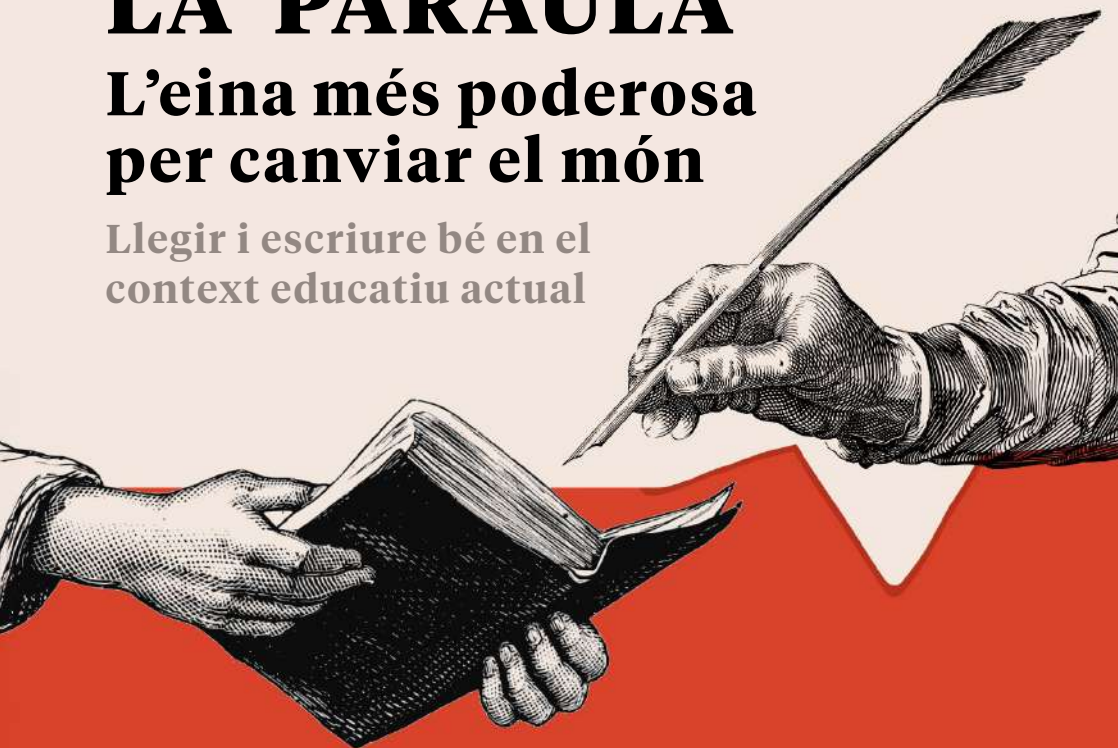 LA PARAULA
L’eina més poderosa
per canviar el món
Llegir i escriure bé en el
context educatiu actual